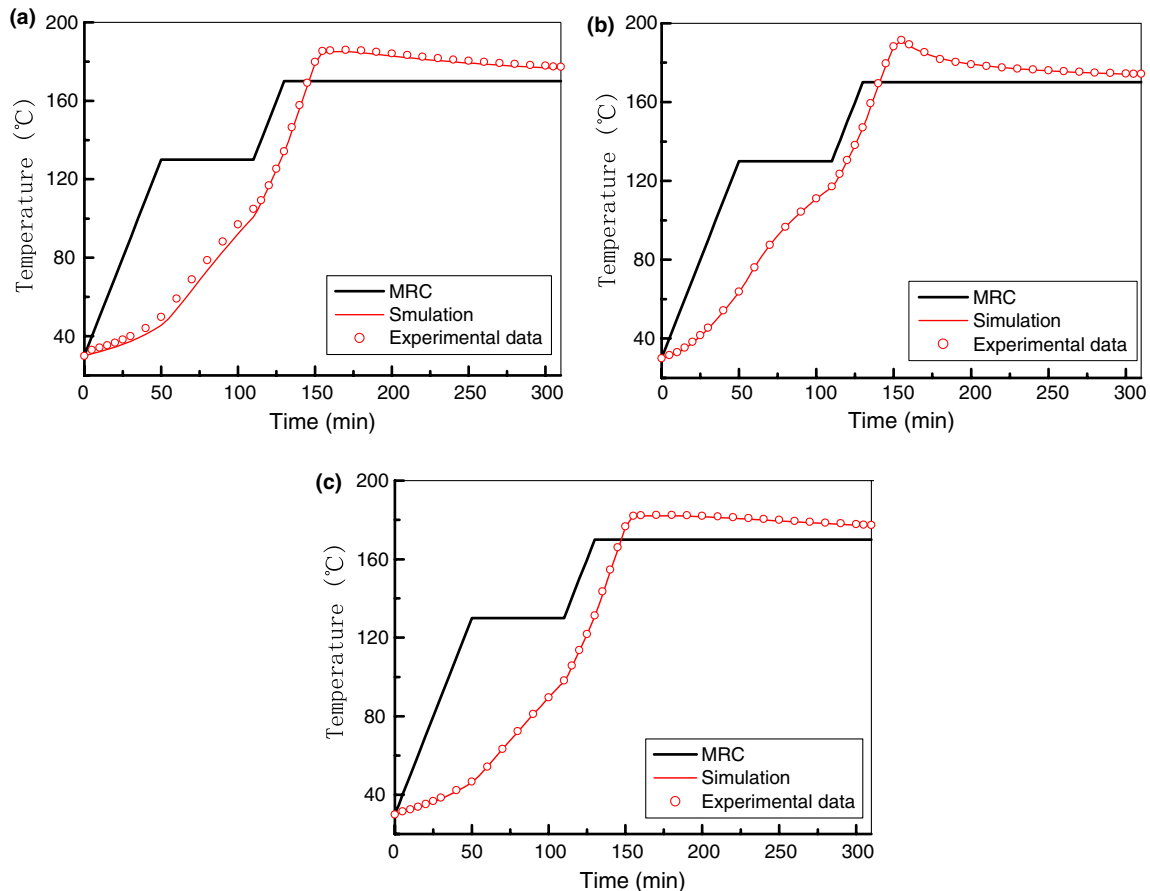 (a)
200
160
120
80
40
Temperature (℃)
MRC
Smulation
Experimental data
0 50 100 150 200 250 300
Time (min)
(b)
200
160
120
80
40
Temperature (℃)
MRC
Simulation
Experimental data
0 50 100 150 200 250 300
Time (min)
(c)
200
160
120
80
40
Temperature (℃)
MRC
Simulation
Experimental data
0 50 100 150 200 250 300
Time (min)